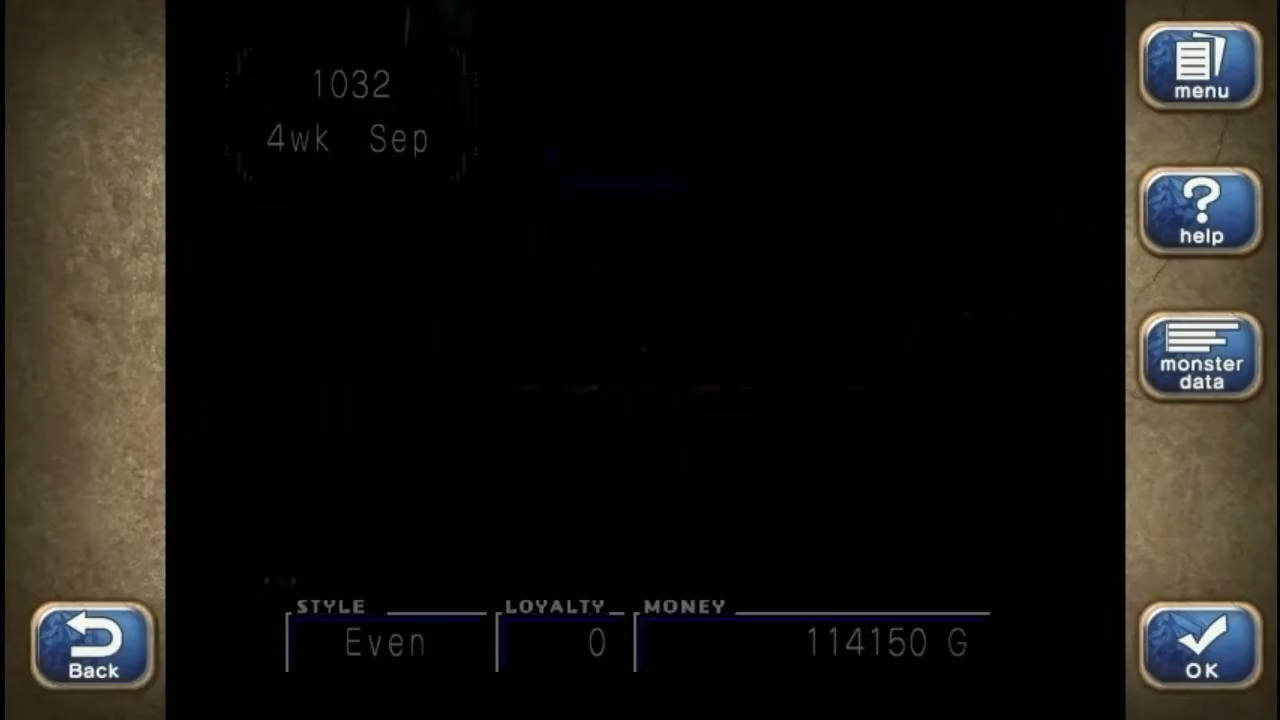 1032
4wk Sep
menu
help
monster
data
STYLE LOYALTY MONEY
Even 0 114150 G
Back
OK